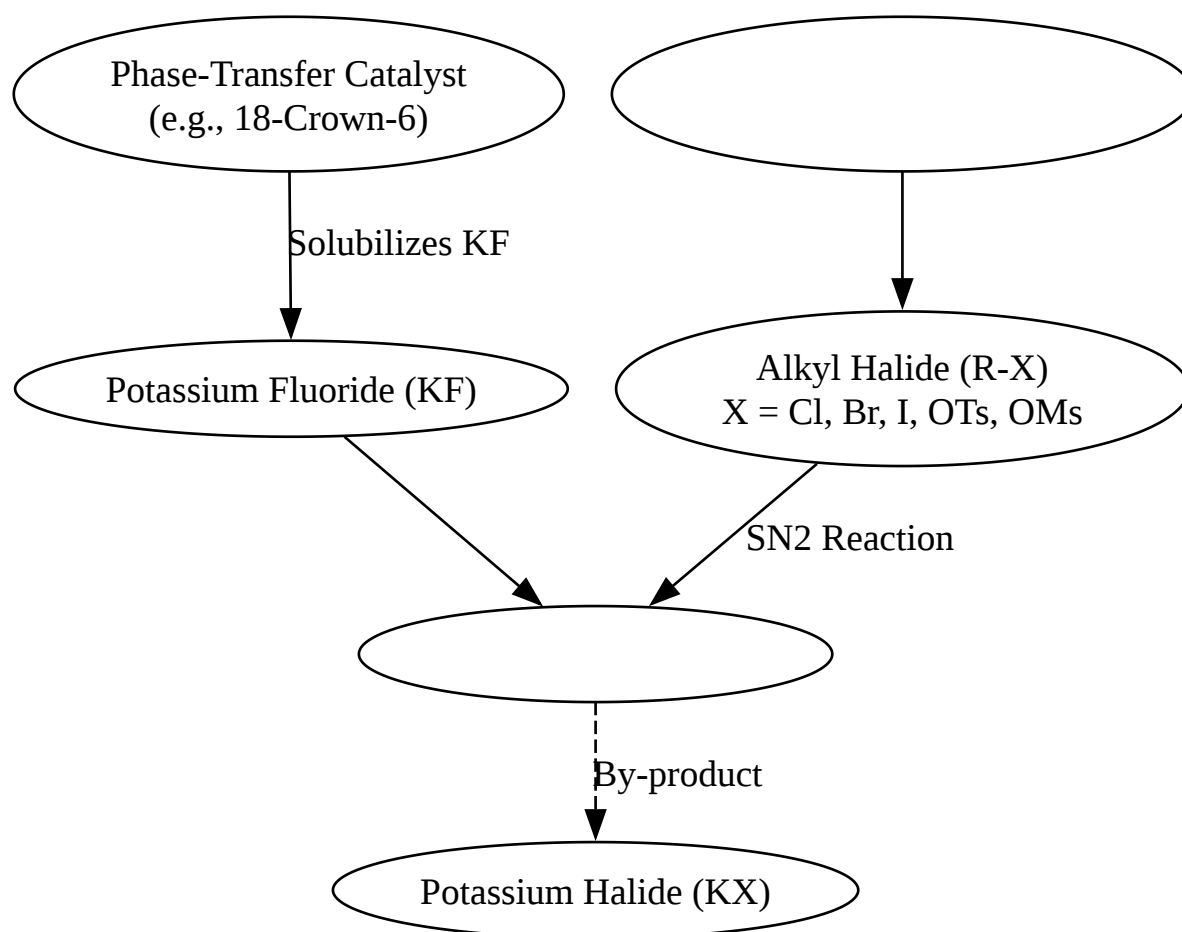 Phase-Transfer Catalyst
(e.g., 18-Crown-6)
Solubilizes KF
Potassium Fluoride (KF)
Alkyl Halide (R-X)
X = Cl, Br, I, OTs, OMs
SN2 Reaction
By-product
Potassium Halide (KX)